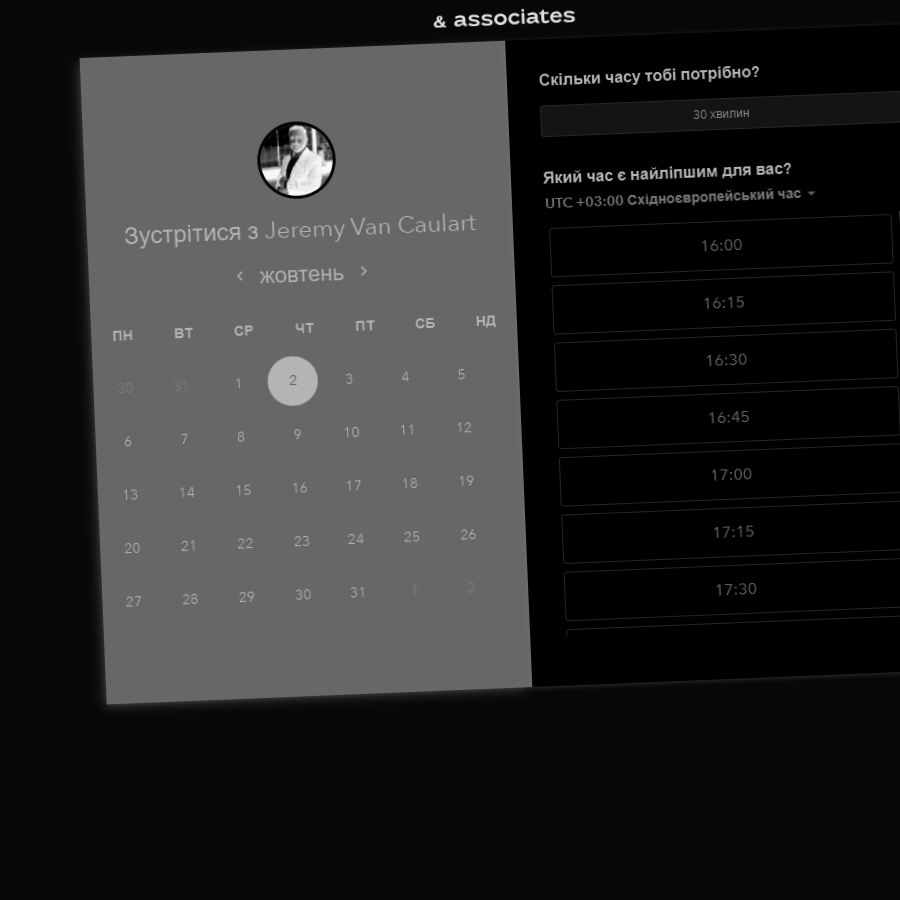 & associates
Зустрітися з Jeremy Van Caulart
жовтень
ПН ВТ СР ЧТ ПТ СБ НД
30 31 1 2 3 4 5
6 7 8 9 10 11 12
13 14 15 16 17 18 19
20 21 22 23 24 25 26
27 28 29 30 31 1 2
Скільки часу тобі потрібно?
30 хвилин
Який час є найліпшим для вас?
UTC +03:00 Східноєвропейський час
16:00
16:15
16:30
16:45
17:00
17:15
17:30